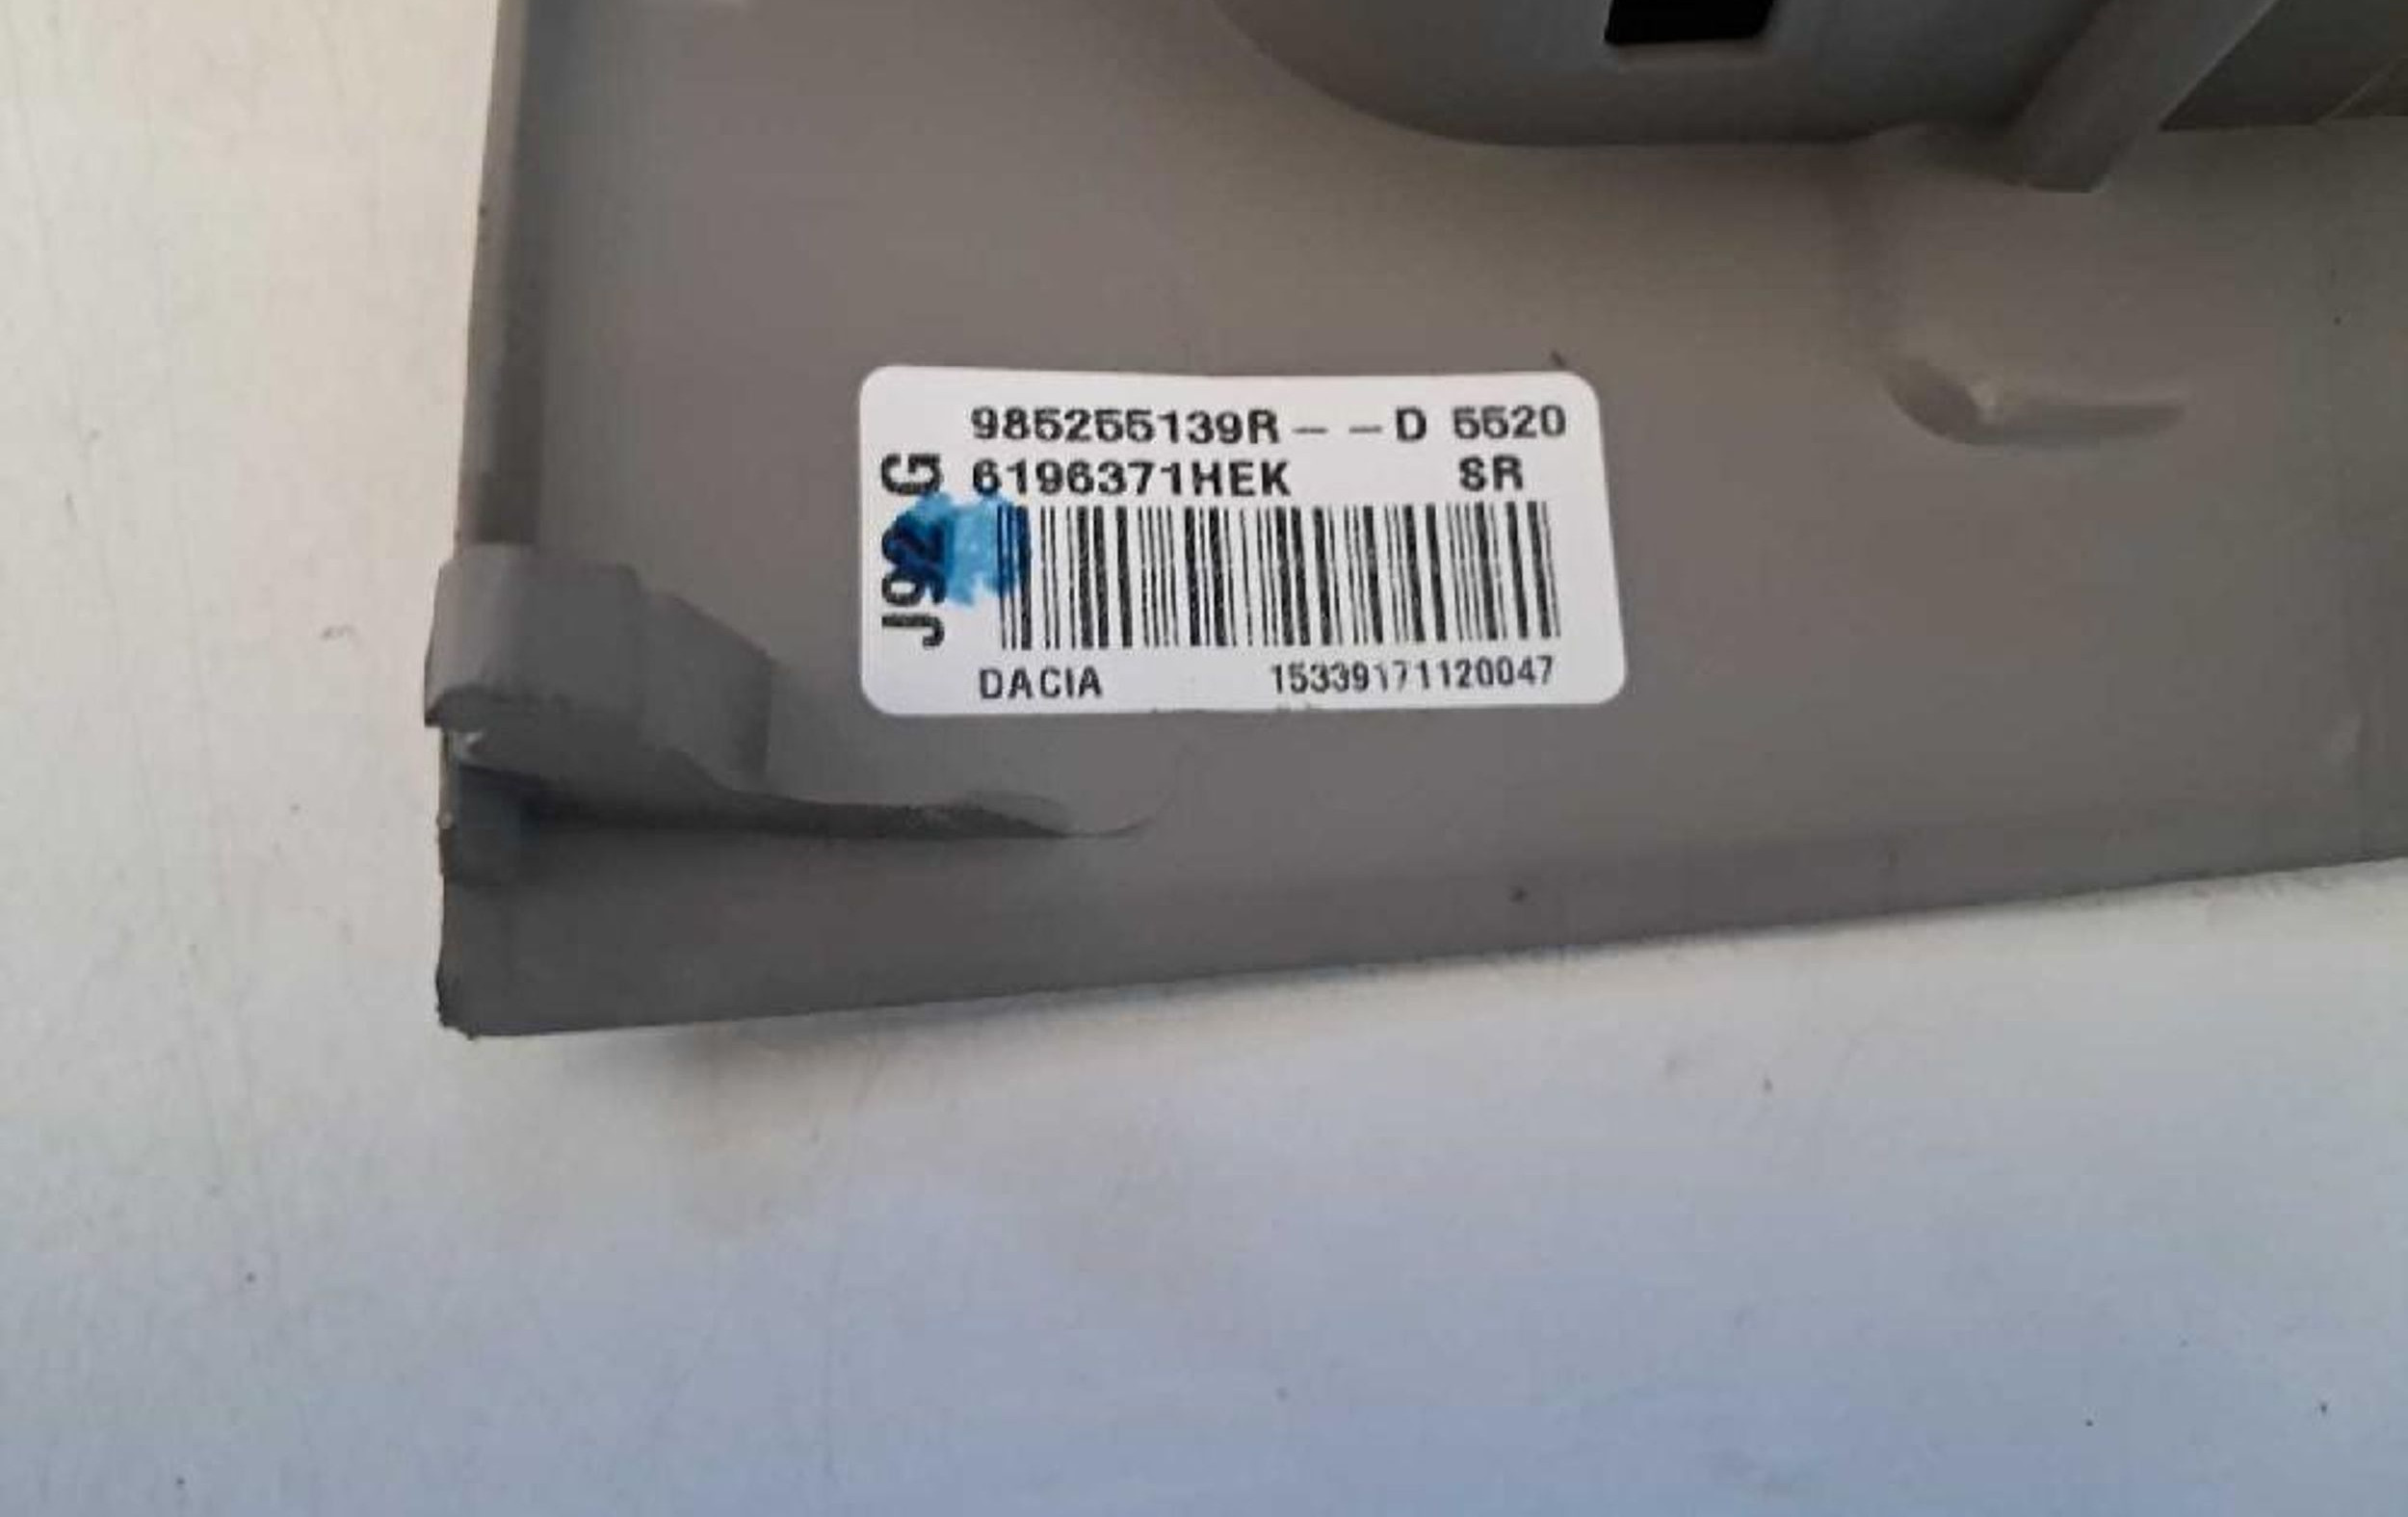 985255139R – – D 5520
6196371HEK SR
J92 G
DACIA 15339171120047